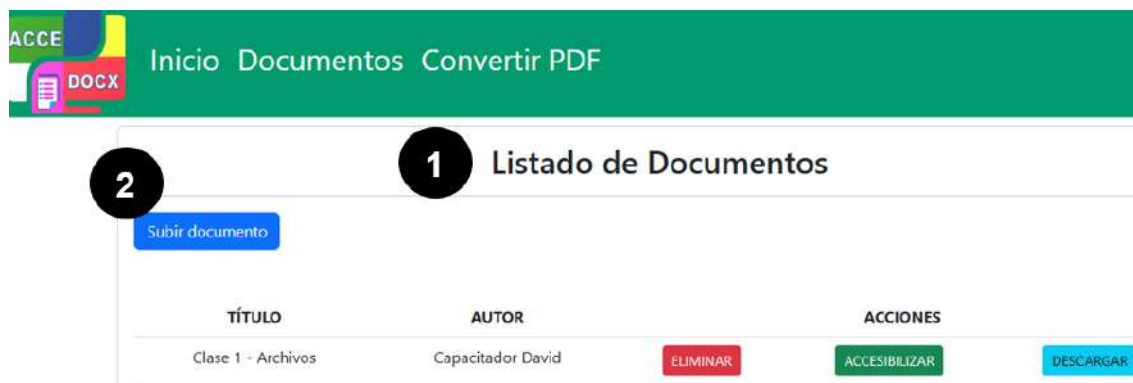 ACCE
DOCX
Inicio Documentos Convertir PDF
1 Listado de Documentos
2
Subir documento
TÍTULO AUTOR ACCIONES
Clase 1 - Archivos Capacitador David ELIMINAR ACCESIBILIZAR DESCARGAR